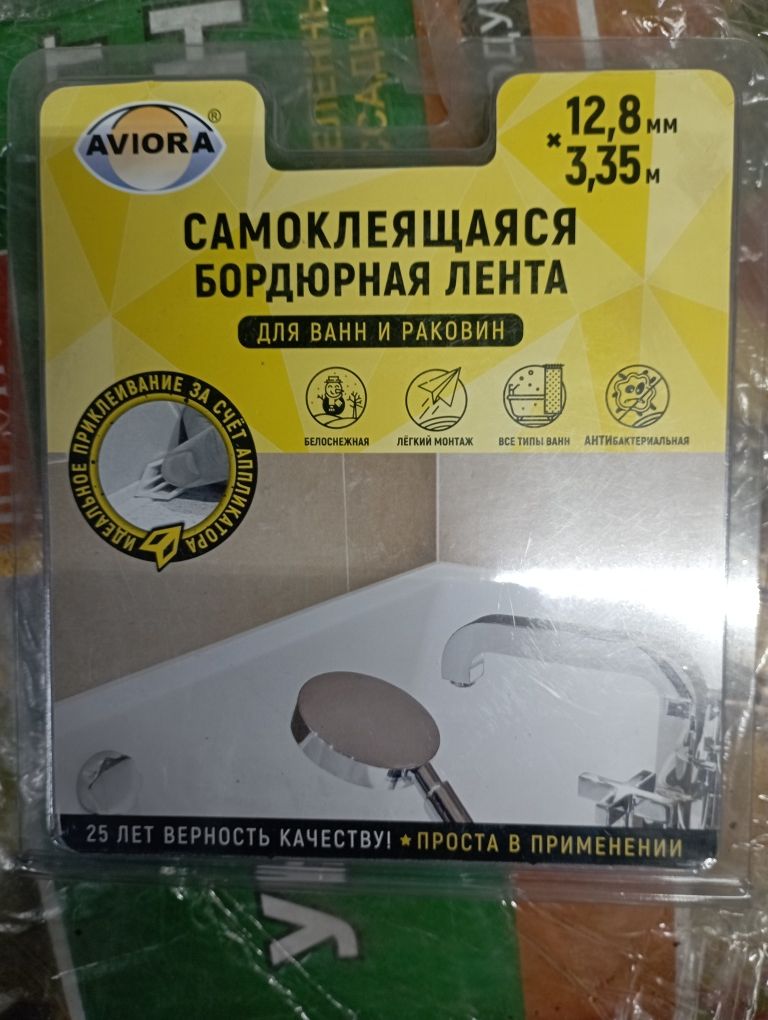 AVIORA®
12,8 мм
× 3,35 м
САМОКЛЕЯЩАЯСЯ
БОРДЮРНАЯ ЛЕНТА
ДЛЯ ВАНН И РАКОВИН
БЕЛОСНЕЖНАЯ
ЛЁГКИЙ МОНТАЖ
ВСЕ ТИПЫ ВАНН
АНТИБАКТЕРИАЛЬНАЯ
ИДЕАЛЬНОЕ ПРИКЛЕИВАНИЕ ЗА СЧЁТ АППЛИКАТОРА
25 ЛЕТ ВЕРНОСТЬ КАЧЕСТВУ! ★ ПРОСТА В ПРИМЕНЕНИИ